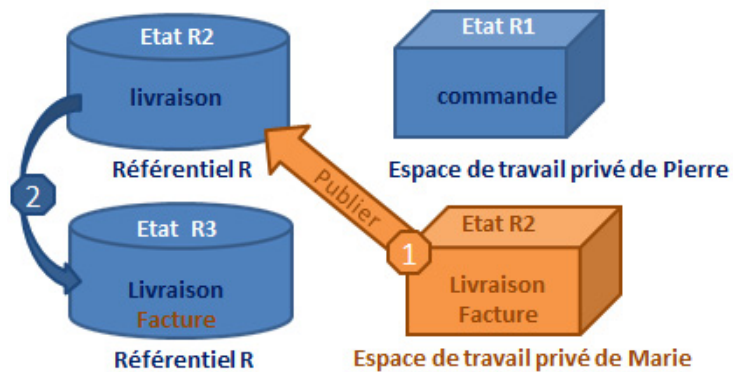 Etat R2
livraison
Référentiel R
Etat R1
commande
Espace de travail privé de Pierre
2
Publier
1
Etat R3
Livraison
Facture
Référentiel R
Etat R2
Livraison
Facture
Espace de travail privé de Marie